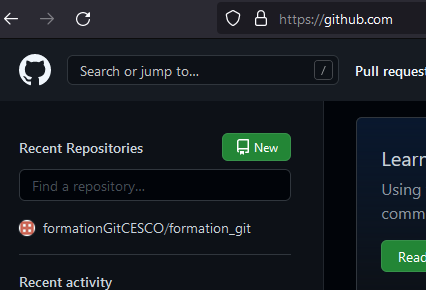 https://github.com
Search or jump to...
/
Pull request
Recent Repositories
New
Learn
Find a repository...
Using
comm
formationGitCESCO/formation_git
Read
Recent activity